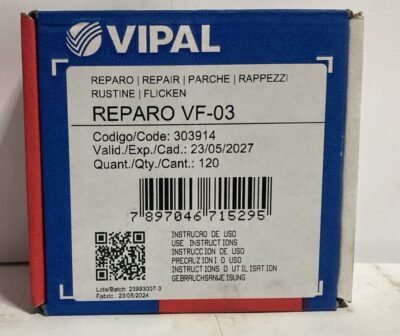 VIPAL
REPARO | REPAIR | PARCHE | RAPPEZZI
RUSTINE | FLICKEN
REPARO VF-03
Codigo/Code: 303914
Valid./Exp./Cad.: 23/05/2027
Quant./Qty./Cant.: 120
7 897046 715295
INSTRUCAO DE USO
USE INSTRUCTIONS
INSTRUCCION DE USO
PRECAUZIONI D USO
INSTRUCTIONS D UTILISATION
GEBRAUCHSANWEISUNG
Lote/Batch: 23993007-3
Fabric.: 23/05/2024